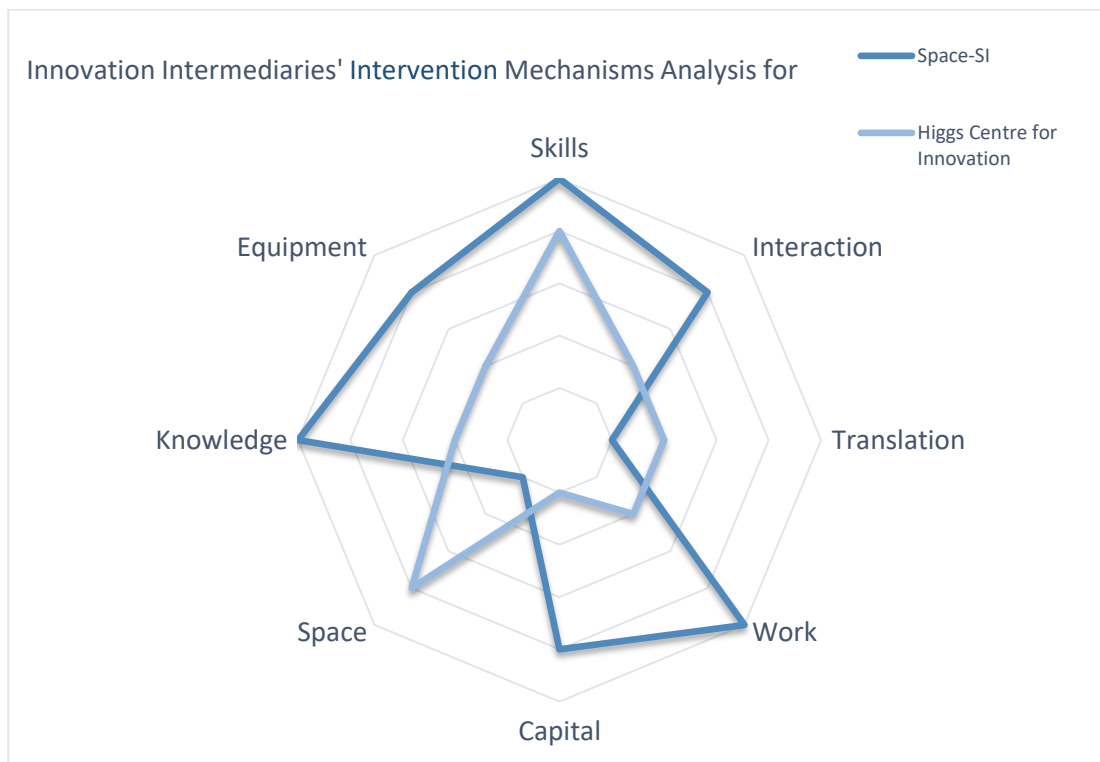 Innovation Intermediaries' Intervention Mechanisms Analysis for
Space-SI
Higgs Centre for
Innovation
Skills
Equipment
Interaction
Knowledge
Translation
Space
Work
Capital